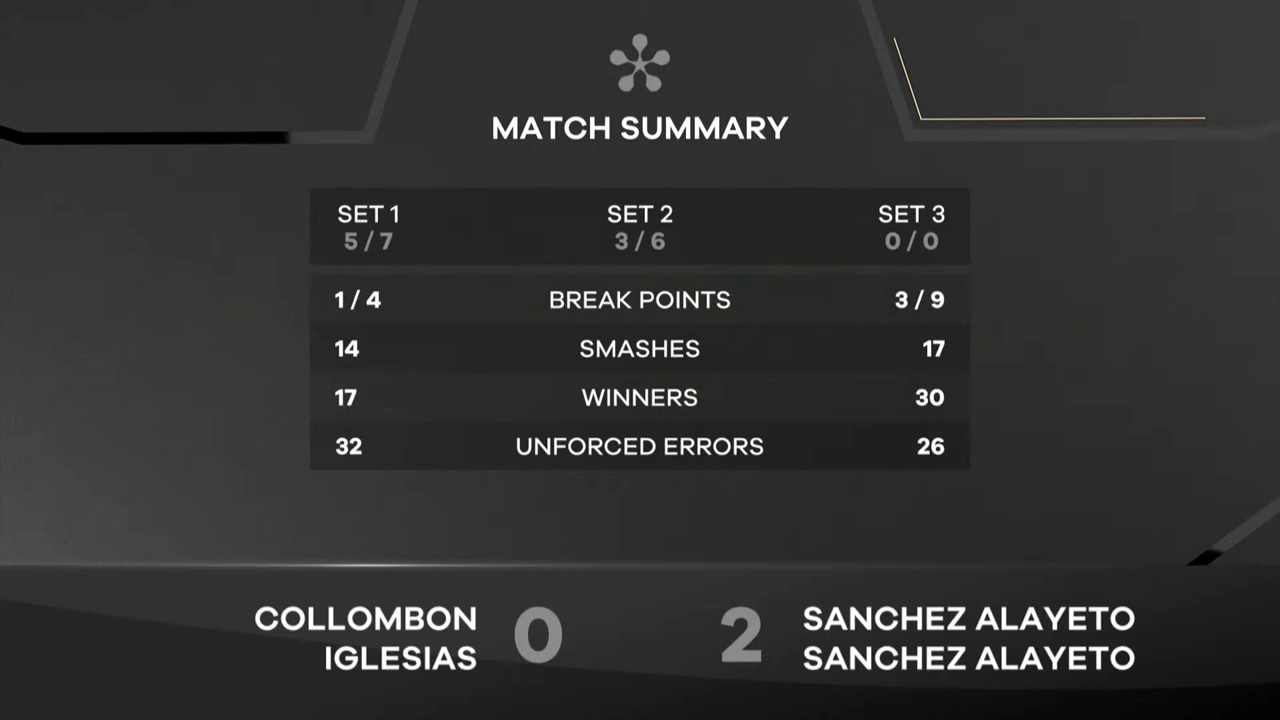 MATCH SUMMARY
SET 1 SET 2 SET 3
5 / 7 3 / 6 0 / 0
1 / 4 BREAK POINTS 3 / 9
14 SMASHES 17
17 WINNERS 30
32 UNFORCED ERRORS 26
COLLOMBON 0 2 SANCHEZ ALAYETO
IGLESIAS SANCHEZ ALAYETO